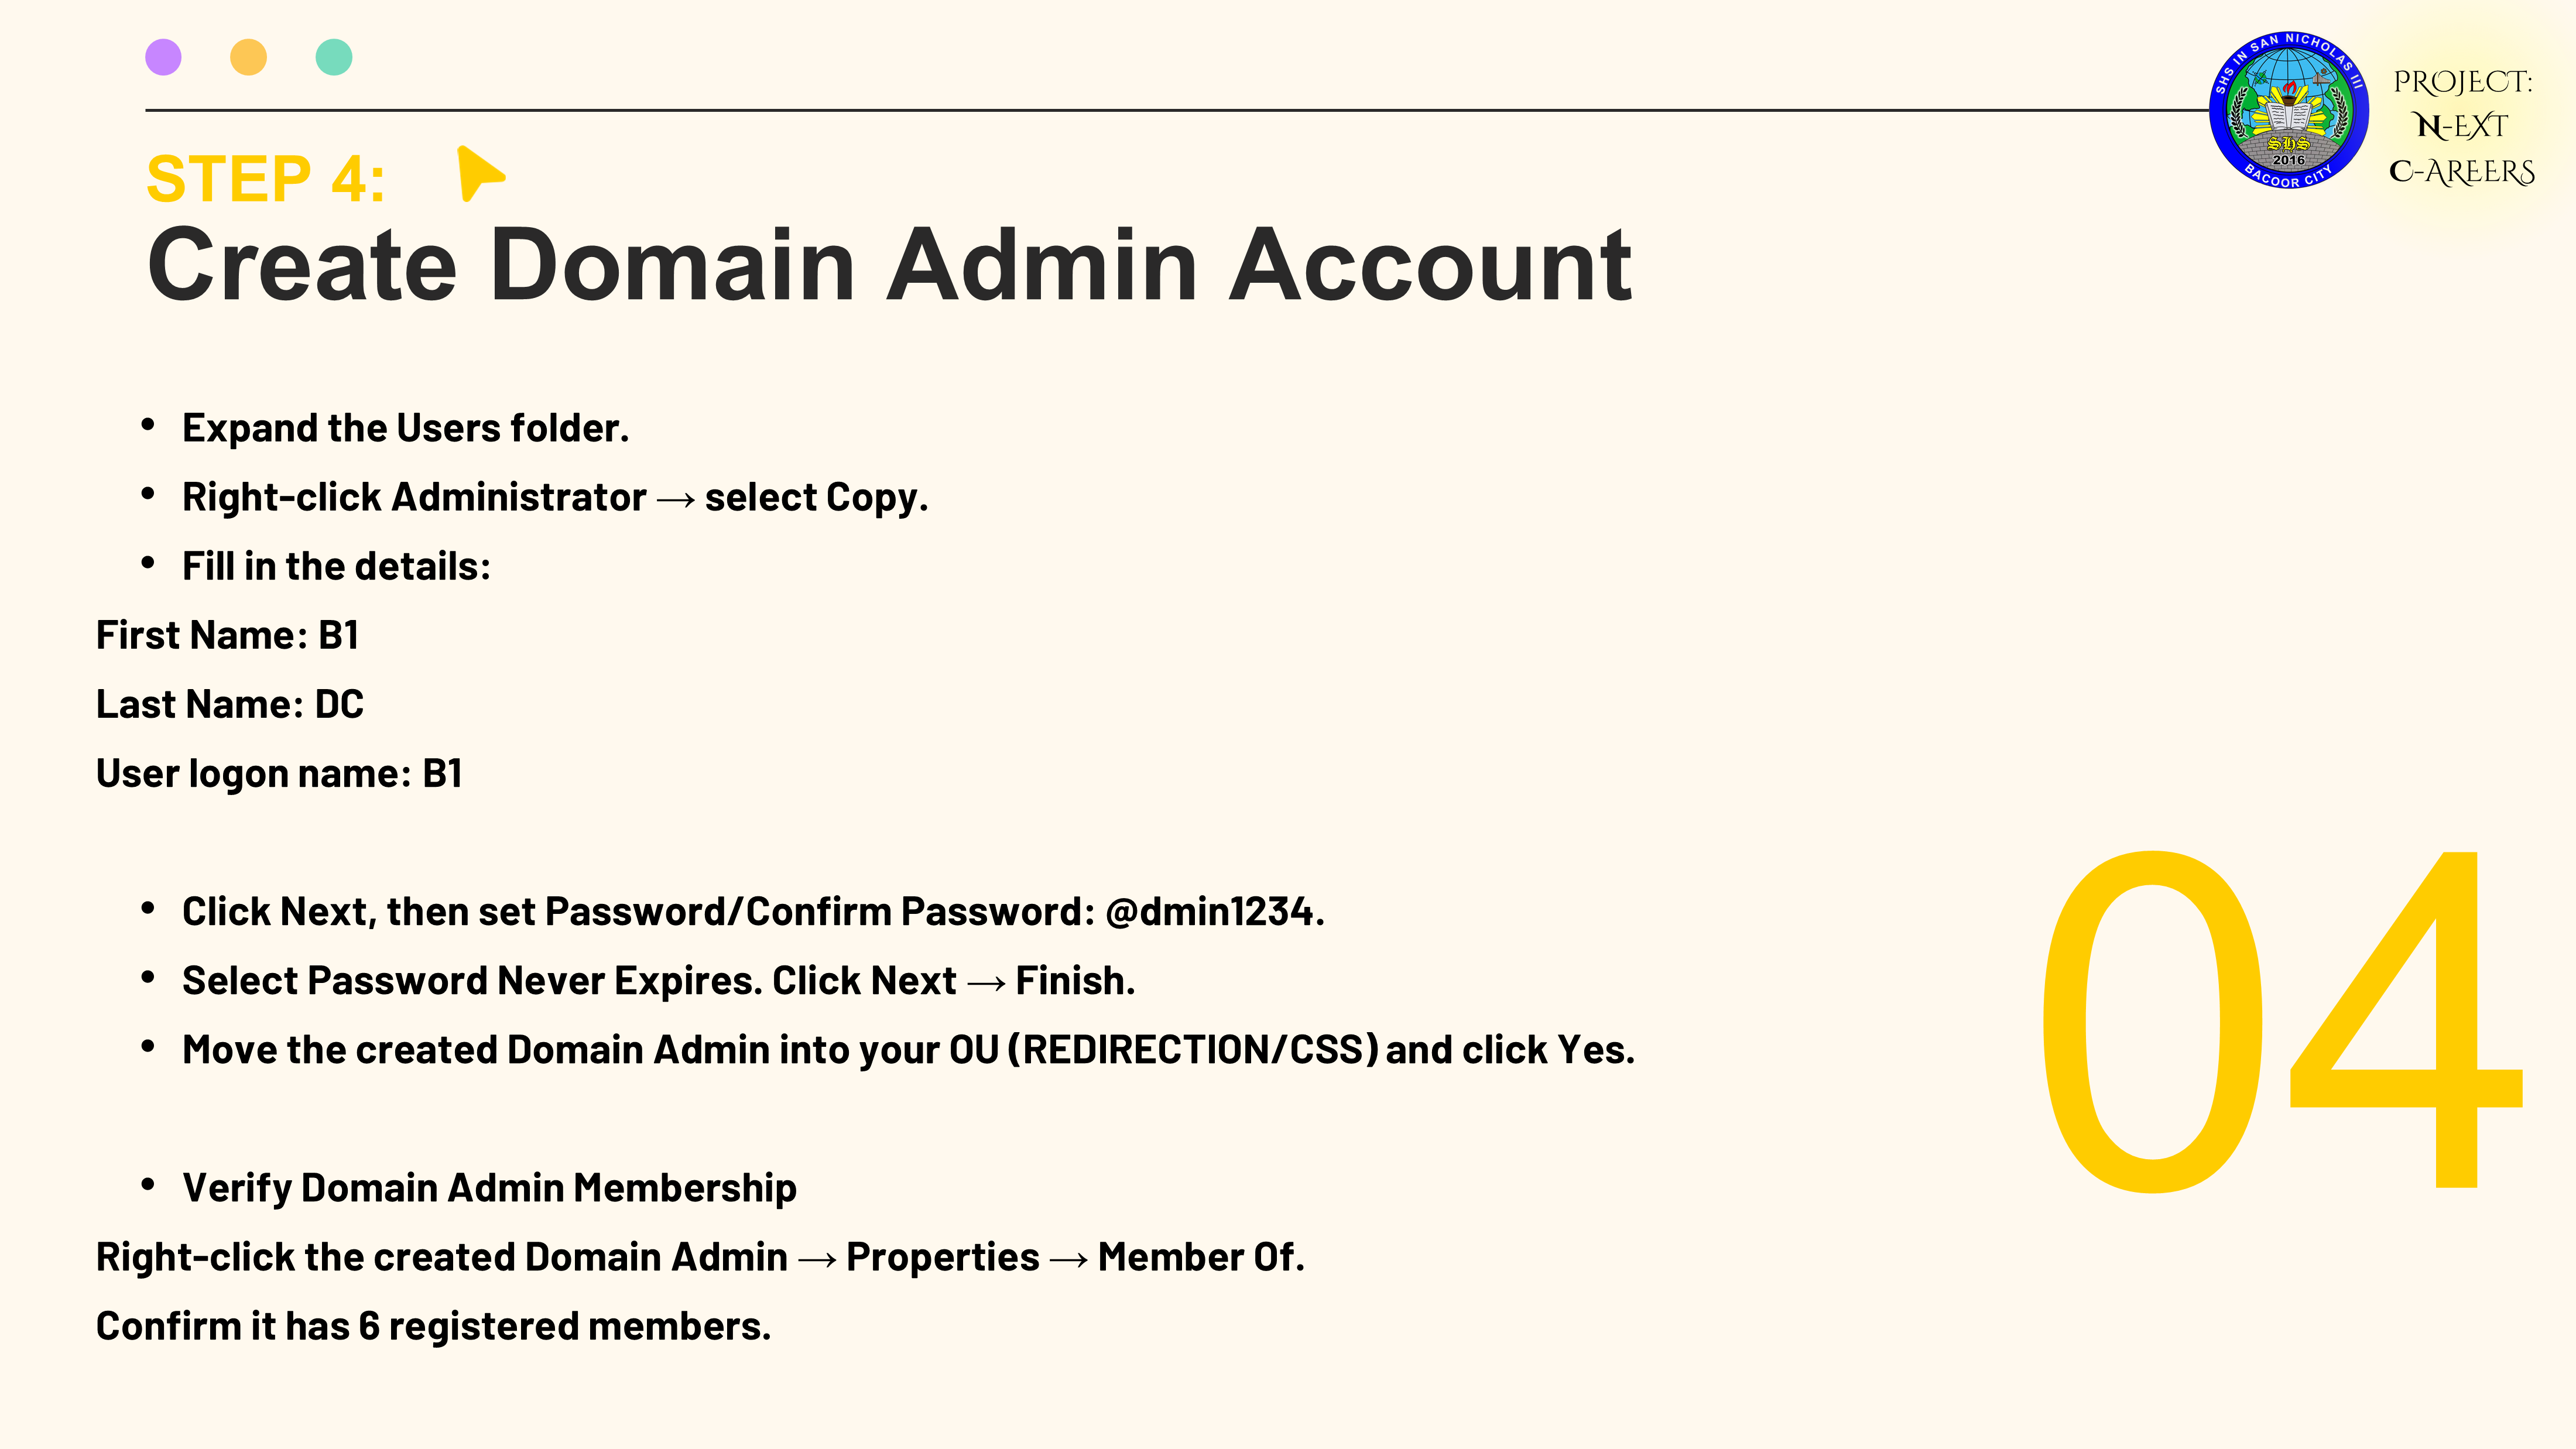 SHS IN SAN NICHOLAS III
SHS
2016
BACOOR CITY
PROJECT:
N-EXT
C-AREERS
STEP 4:
Create Domain Admin Account
• Expand the Users folder.
• Right-click Administrator → select Copy.
• Fill in the details:
First Name: B1
Last Name: DC
User logon name: B1
• Click Next, then set Password/Confirm Password: @dmin1234.
• Select Password Never Expires. Click Next → Finish.
• Move the created Domain Admin into your OU (REDIRECTION/CSS) and click Yes.
• Verify Domain Admin Membership
Right-click the created Domain Admin → Properties → Member Of.
Confirm it has 6 registered members.
04